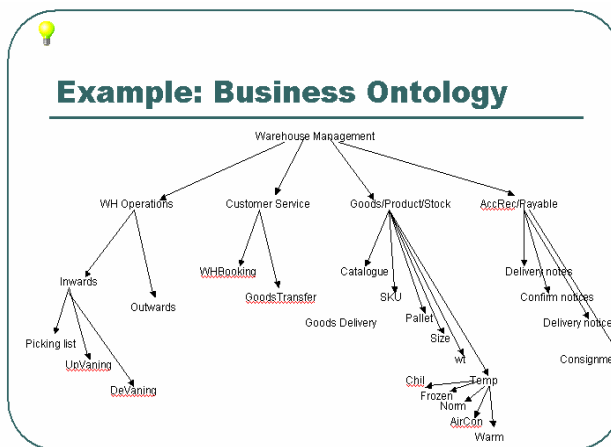 Example: Business Ontology
Warehouse Management
WH Operations
Customer Service
Goods/Product/Stock
AccRec/Payable
Inwards
Outwards
WHBooking
GoodsTransfer
Catalogue
SKU
Goods Delivery
Pallet
Size
wt
Temp
Delivery notes
Confirm notices
Delivery notice
Consignme
Picking list
UpVaning
DeVaning
Chil
Frozen
Norm
AirCon
Warm